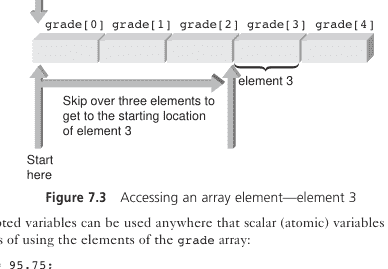 grade[0] grade[1] grade[2] grade[3] grade[4]
element 3
Skip over three elements to
get to the starting location
of element 3
Start
here
Figure 7.3 Accessing an array element—element 3
variables can be used anywhere that scalar (atomic) variables
of using the elements of the grade array:
95.75;